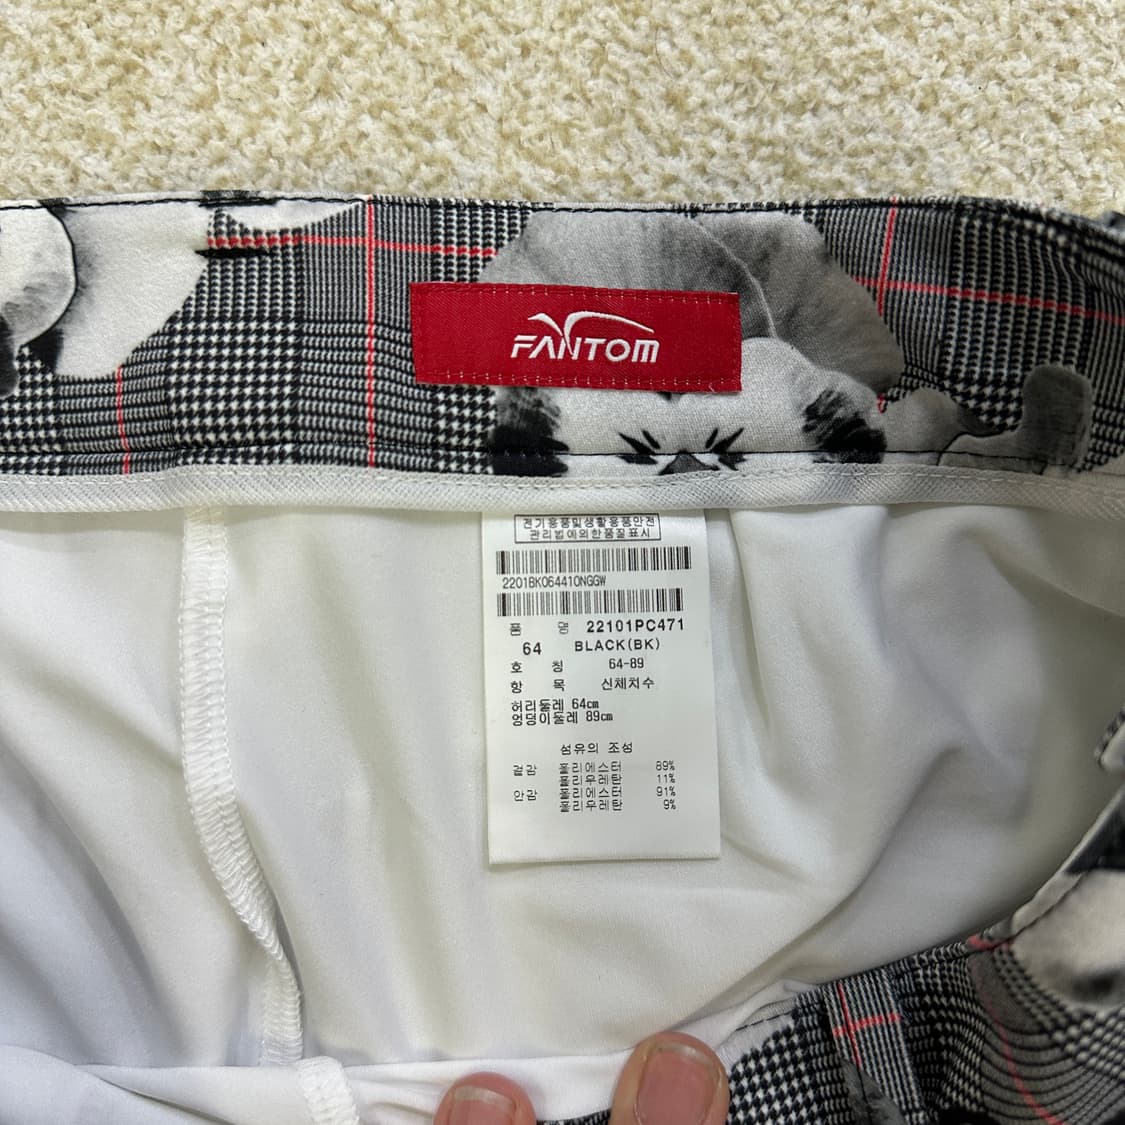 FANTOM
전기용품및생활용품안전
관리법에의한품질표시
2201BK064410NGGW
품 명 22101PC471
64 BLACK(BK)
호 칭 64-89
항 목 신체치수
허리둘레 64cm
엉덩이둘레 89cm
섬유의 조성
겉감 폴리에스터 89%
폴리우레탄 11%
안감 폴리에스터 91%
폴리우레탄 9%